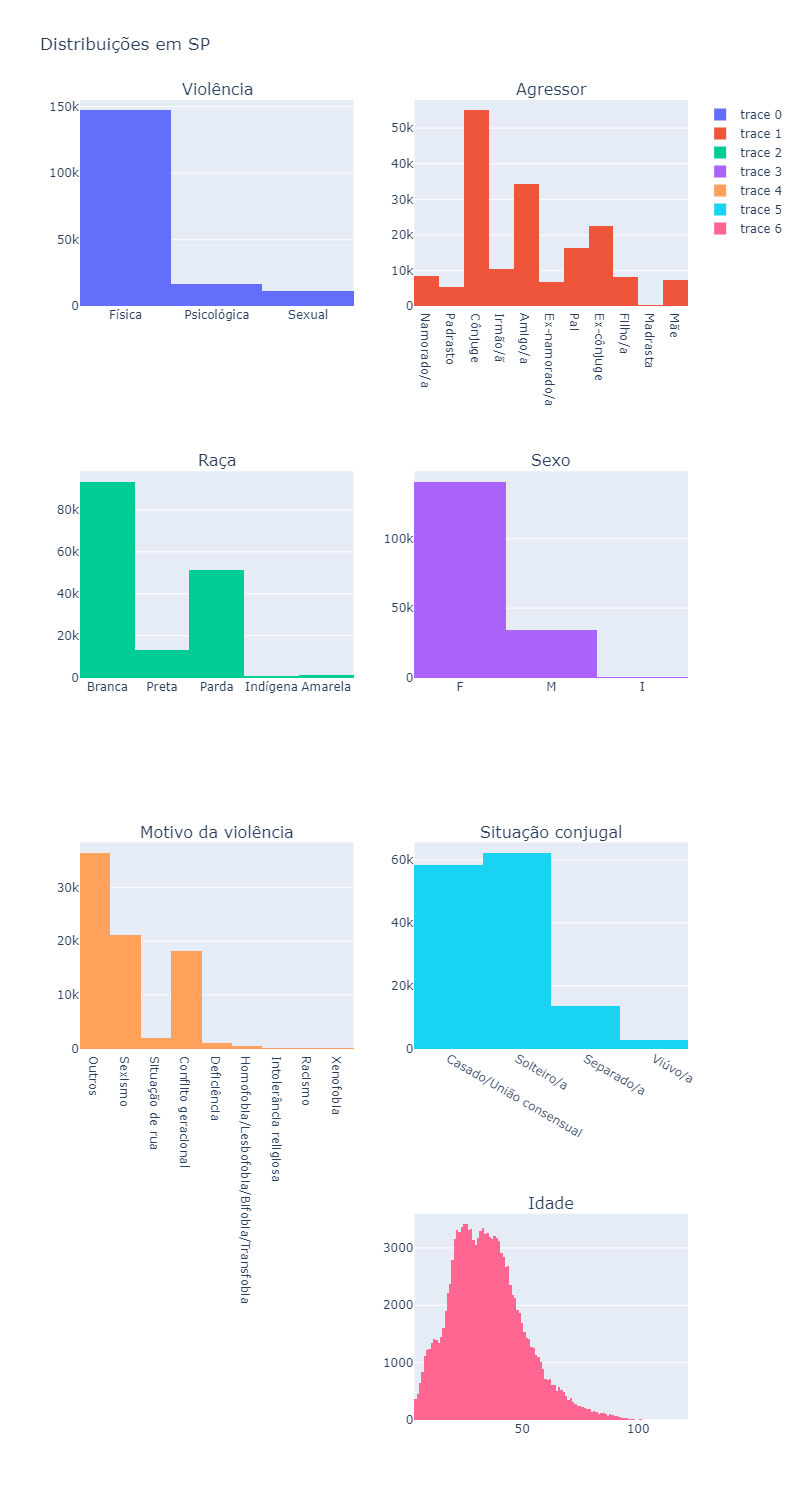 Distribuições em SP
Violência
150k
100k
50k
0
Física
Psicológica
Sexual
Agressor
50k
40k
30k
20k
10k
0
Namorado/a
Padrasto
Cônjuge
Irmão/ã
Amigo/a
Ex-namorado/a
Pai
Ex-cônjuge
Filho/a
Madrasta
Mãe
trace 0
trace 1
trace 2
trace 3
trace 4
trace 5
trace 6
Raça
80k
60k
40k
20k
0
Branca
Preta
Parda
Indígena
Amarela
Sexo
100k
50k
0
F
M
I
Motivo da violência
30k
20k
10k
0
Outros
Sexismo
Situação de rua
Conflito geracional
Deficência
Homofobia/Lesbofobia/Bifobia/Transfobia
Intolerância religiosa
Racismo
Xenofobia
Situação conjugal
60k
40k
20k
0
Casado/União consensual
Solteiro/a
Separado/a
Viúvo/a
Idade
3000
2000
1000
0
50
100